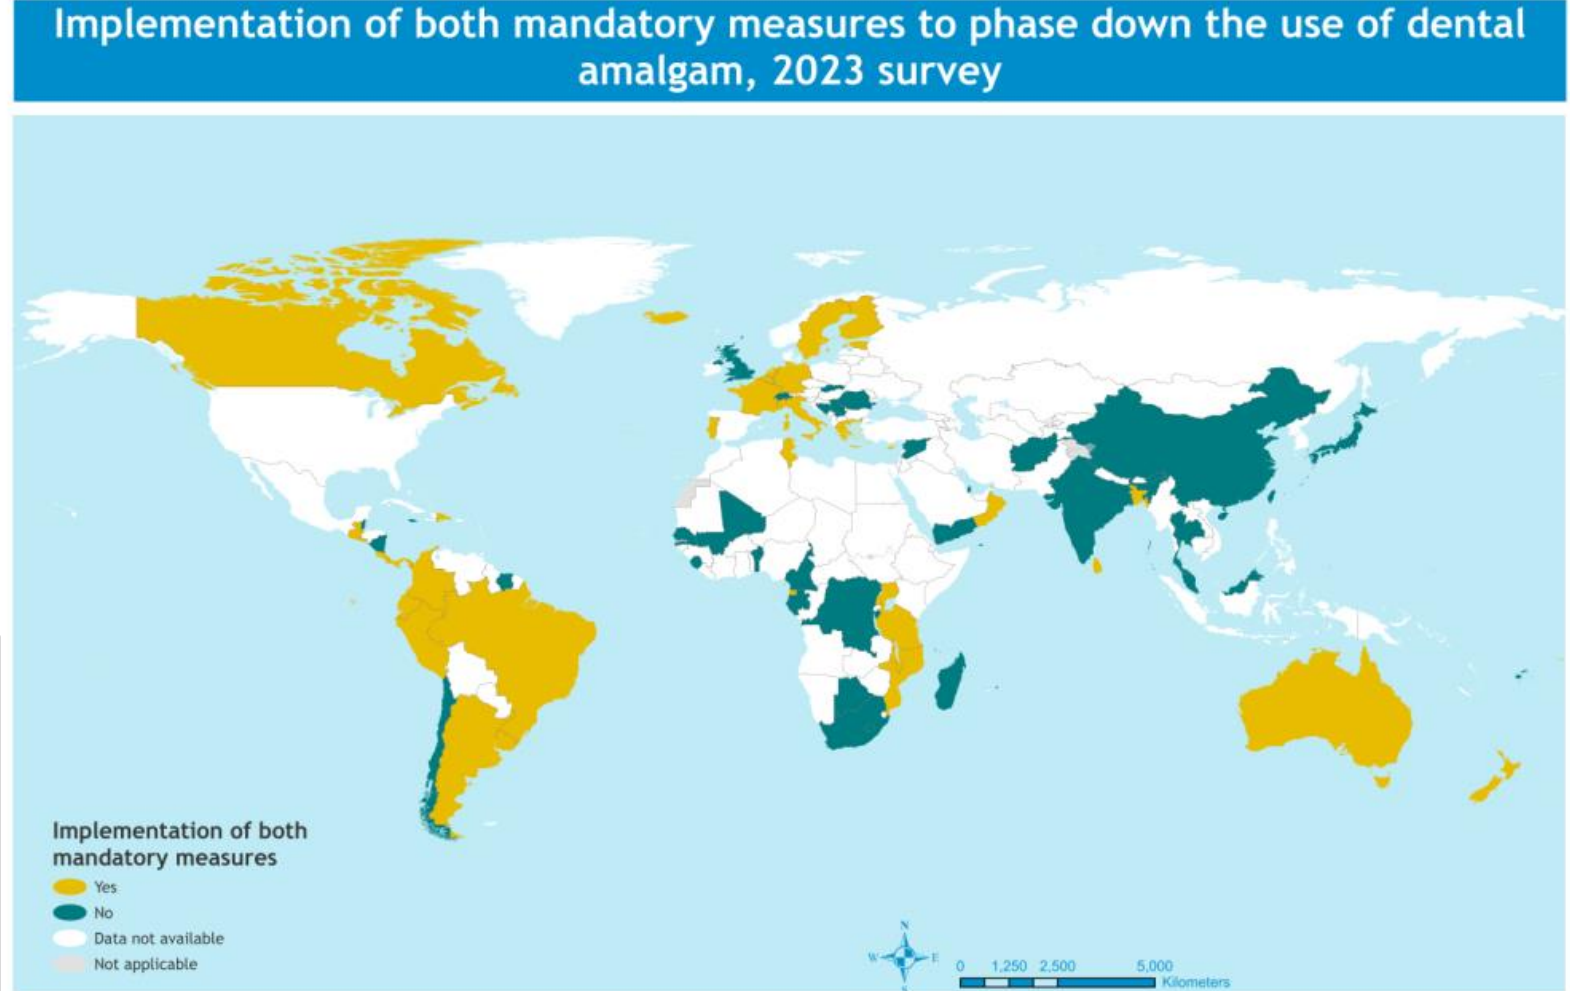 Implementation of both mandatory measures to phase down the use of dental
amalgam, 2023 survey
Implementation of both
mandatory measures
Yes
No
Data not available
Not applicable
N
W E
S
0 1,250 2,500 5,000
Kilometers